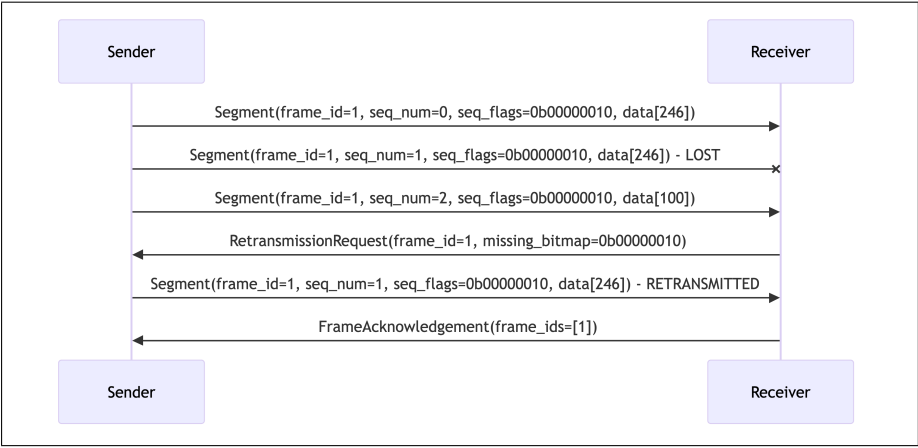 Sender
Receiver
Segment(frame_id=1, seq_num=0, seq_flags=0b00000010, data[246])
Segment(frame_id=1, seq_num=1, seq_flags=0b00000010, data[246]) - LOST
Segment(frame_id=1, seq_num=2, seq_flags=0b00000010, data[100])
RetransmissionRequest(frame_id=1, missing_bitmap=0b00000010)
Segment(frame_id=1, seq_num=1, seq_flags=0b00000010, data[246]) - RETRANSMITTED
FrameAcknowledgement(frame_ids=[1])
Sender
Receiver